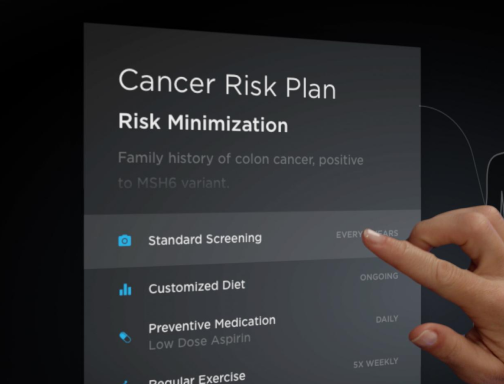 Cancer Risk Plan
Risk Minimization
Family history of colon cancer, positive
to MSH6 variant.
Standard Screening
Customized Diet
ONGOING
Preventive Medication
DAILY
Low Dose Aspirin
Regular Exercise
5X WEEKLY